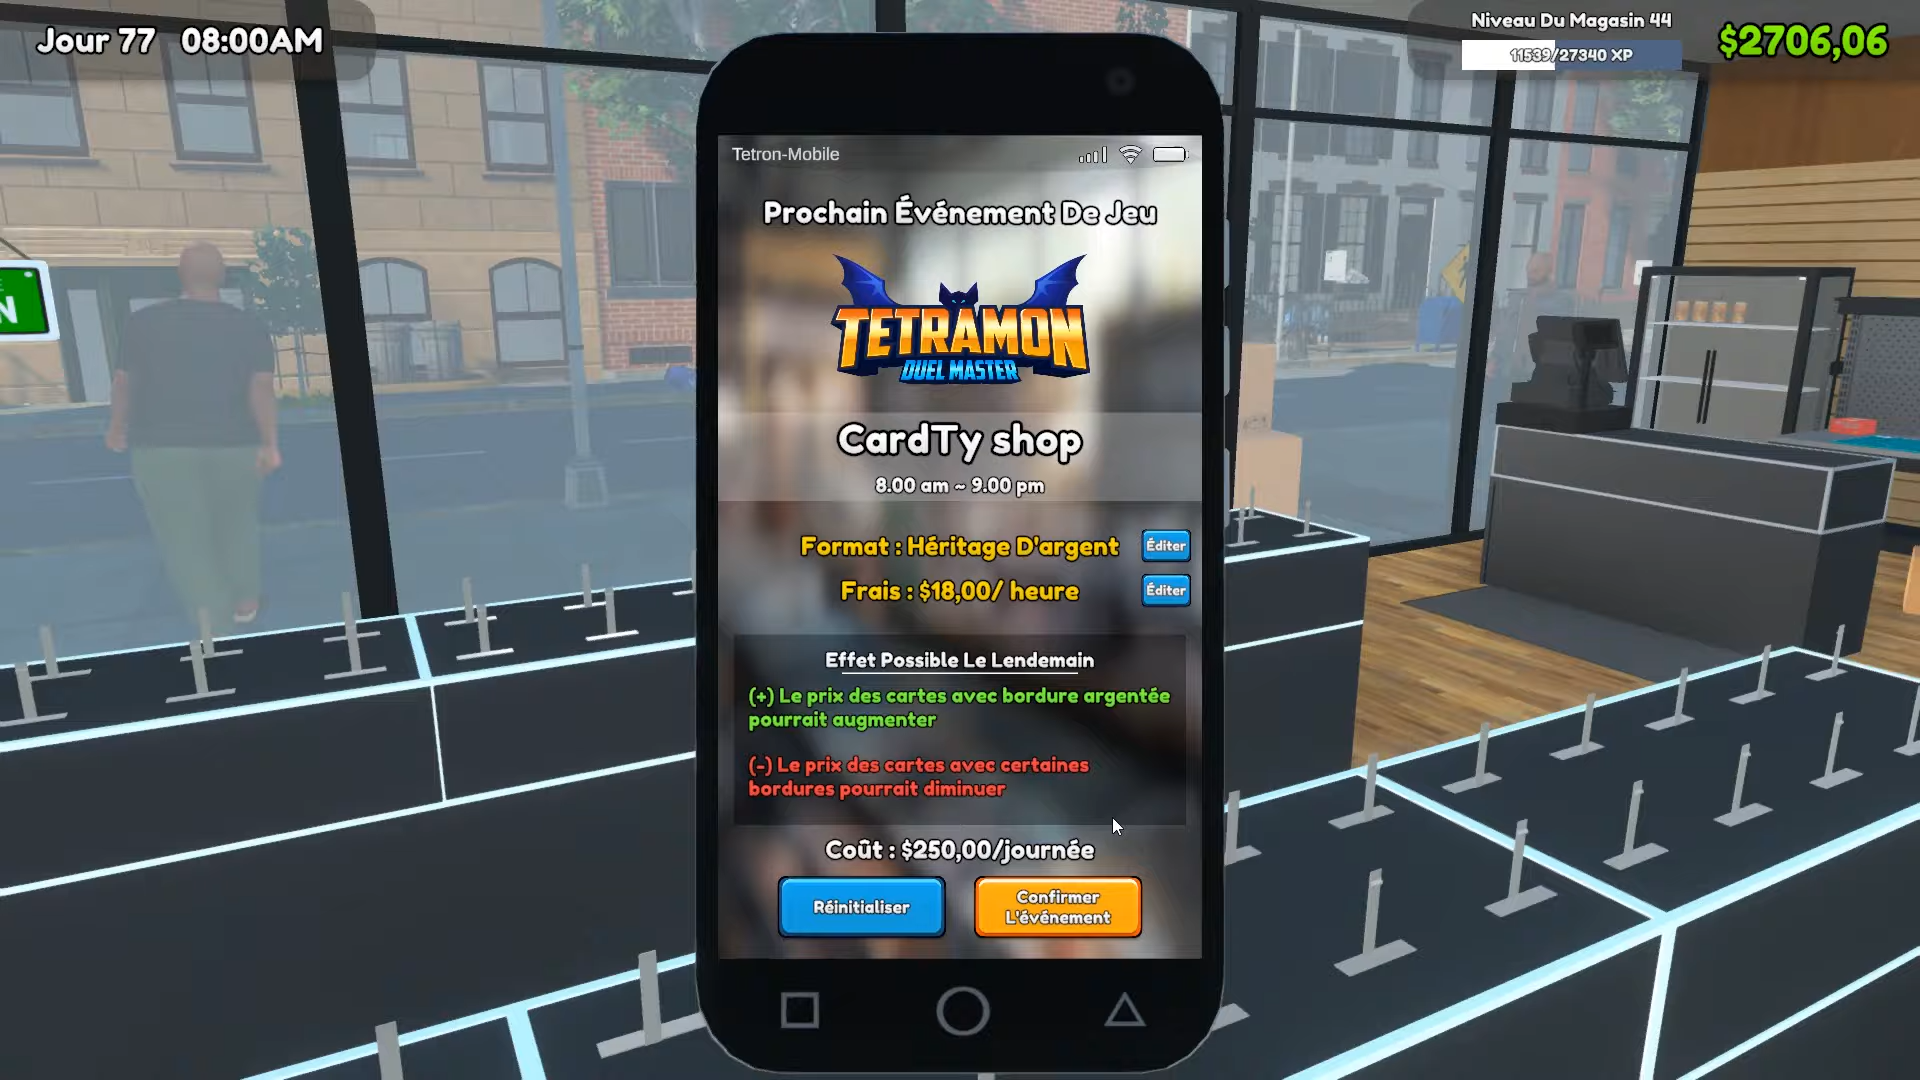 Jour 77 08:00AM
Niveau Du Magasin 44
11539/27340 XP
$2706,06
Tetron-Mobile
Prochain Événement De Jeu
TETRAMON
DUEL MASTER
CardTy shop
8.00 am ~ 9.00 pm
Format : Héritage D'argent
Éditer
Frais : $18,00/ heure
Éditer
Effet Possible Le Lendemain
(+) Le prix des cartes avec bordure argentée
pourrait augmenter
(-) Le prix des cartes avec certaines
bordures pourrait diminuer
Coût : $250,00/journée
Réinitialiser
Confirmer
L'événement